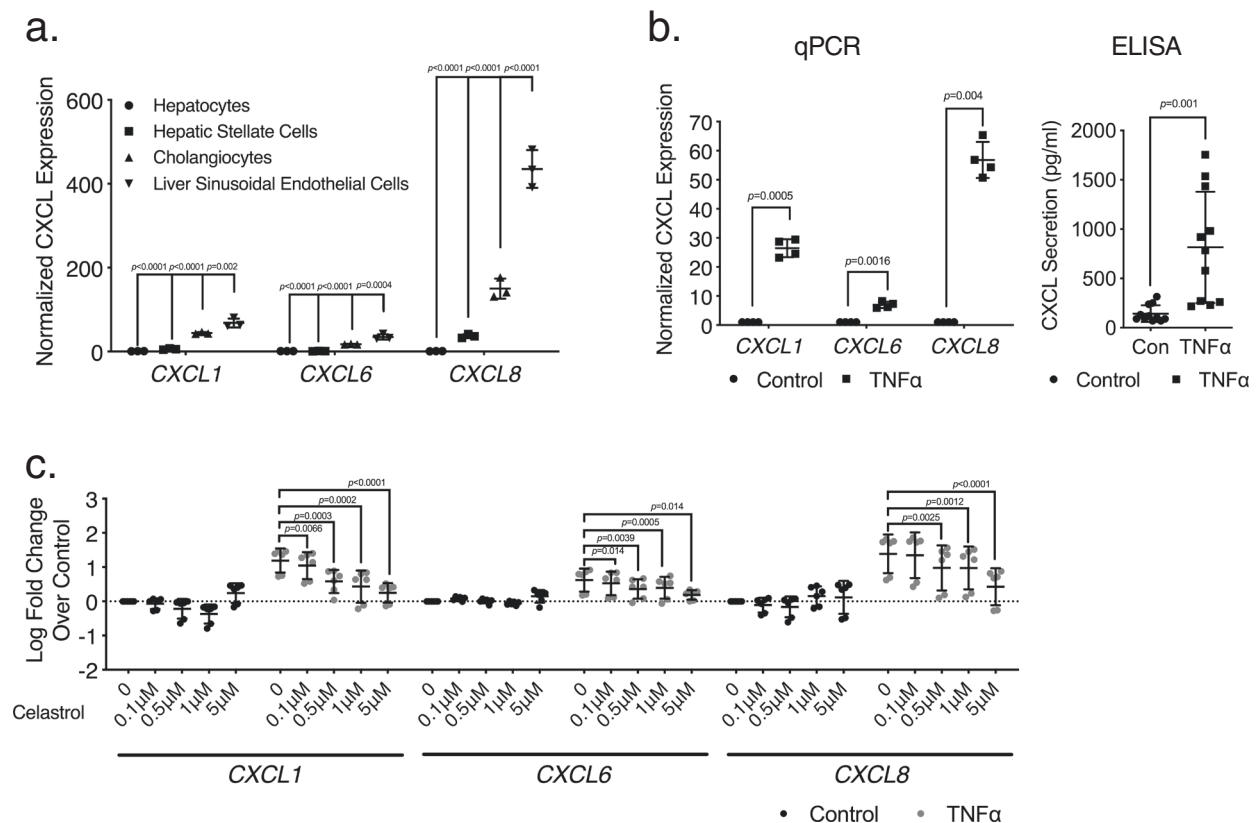 a.
Normalized CXCL Expression
600
400
200
0
Hepatocytes
Hepatic Stellate Cells
Cholangiocytes
Liver Sinusoidal Endothelial Cells
p<0.0001 p<0.0001 p=0.002
p<0.0001 p<0.0001 p=0.0004
p<0.0001 p<0.0001 p<0.0001
CXCL1 CXCL6 CXCL8
b.
qPCR
Normalized CXCL Expression
70
60
50
40
30
20
10
0
p=0.0005
p=0.0016
p=0.004
CXCL1 CXCL6 CXCL8
Control TNFα
ELISA
CXCL Secretion (pg/ml)
2000
1500
1000
500
0
p=0.001
Con TNFα
Control TNFα
c.
Log Fold Change
Over Control
3
2
1
0
-1
-2
p<0.0001
p=0.0002
p=0.0003
p=0.0066
p=0.014
p=0.0005
p=0.0039
p=0.014
p<0.0001
p=0.0012
p=0.0025
Celastrol
0 0.1µM 0.5µM 1µM 5µM 0 0.1µM 0.5µM 1µM 5µM 0 0.1µM 0.5µM 1µM 5µM 0 0.1µM 0.5µM 1µM 5µM 0 0.1µM 0.5µM 1µM 5µM 0 0.1µM 0.5µM 1µM 5µM
CXCL1 CXCL6 CXCL8
Control TNFα